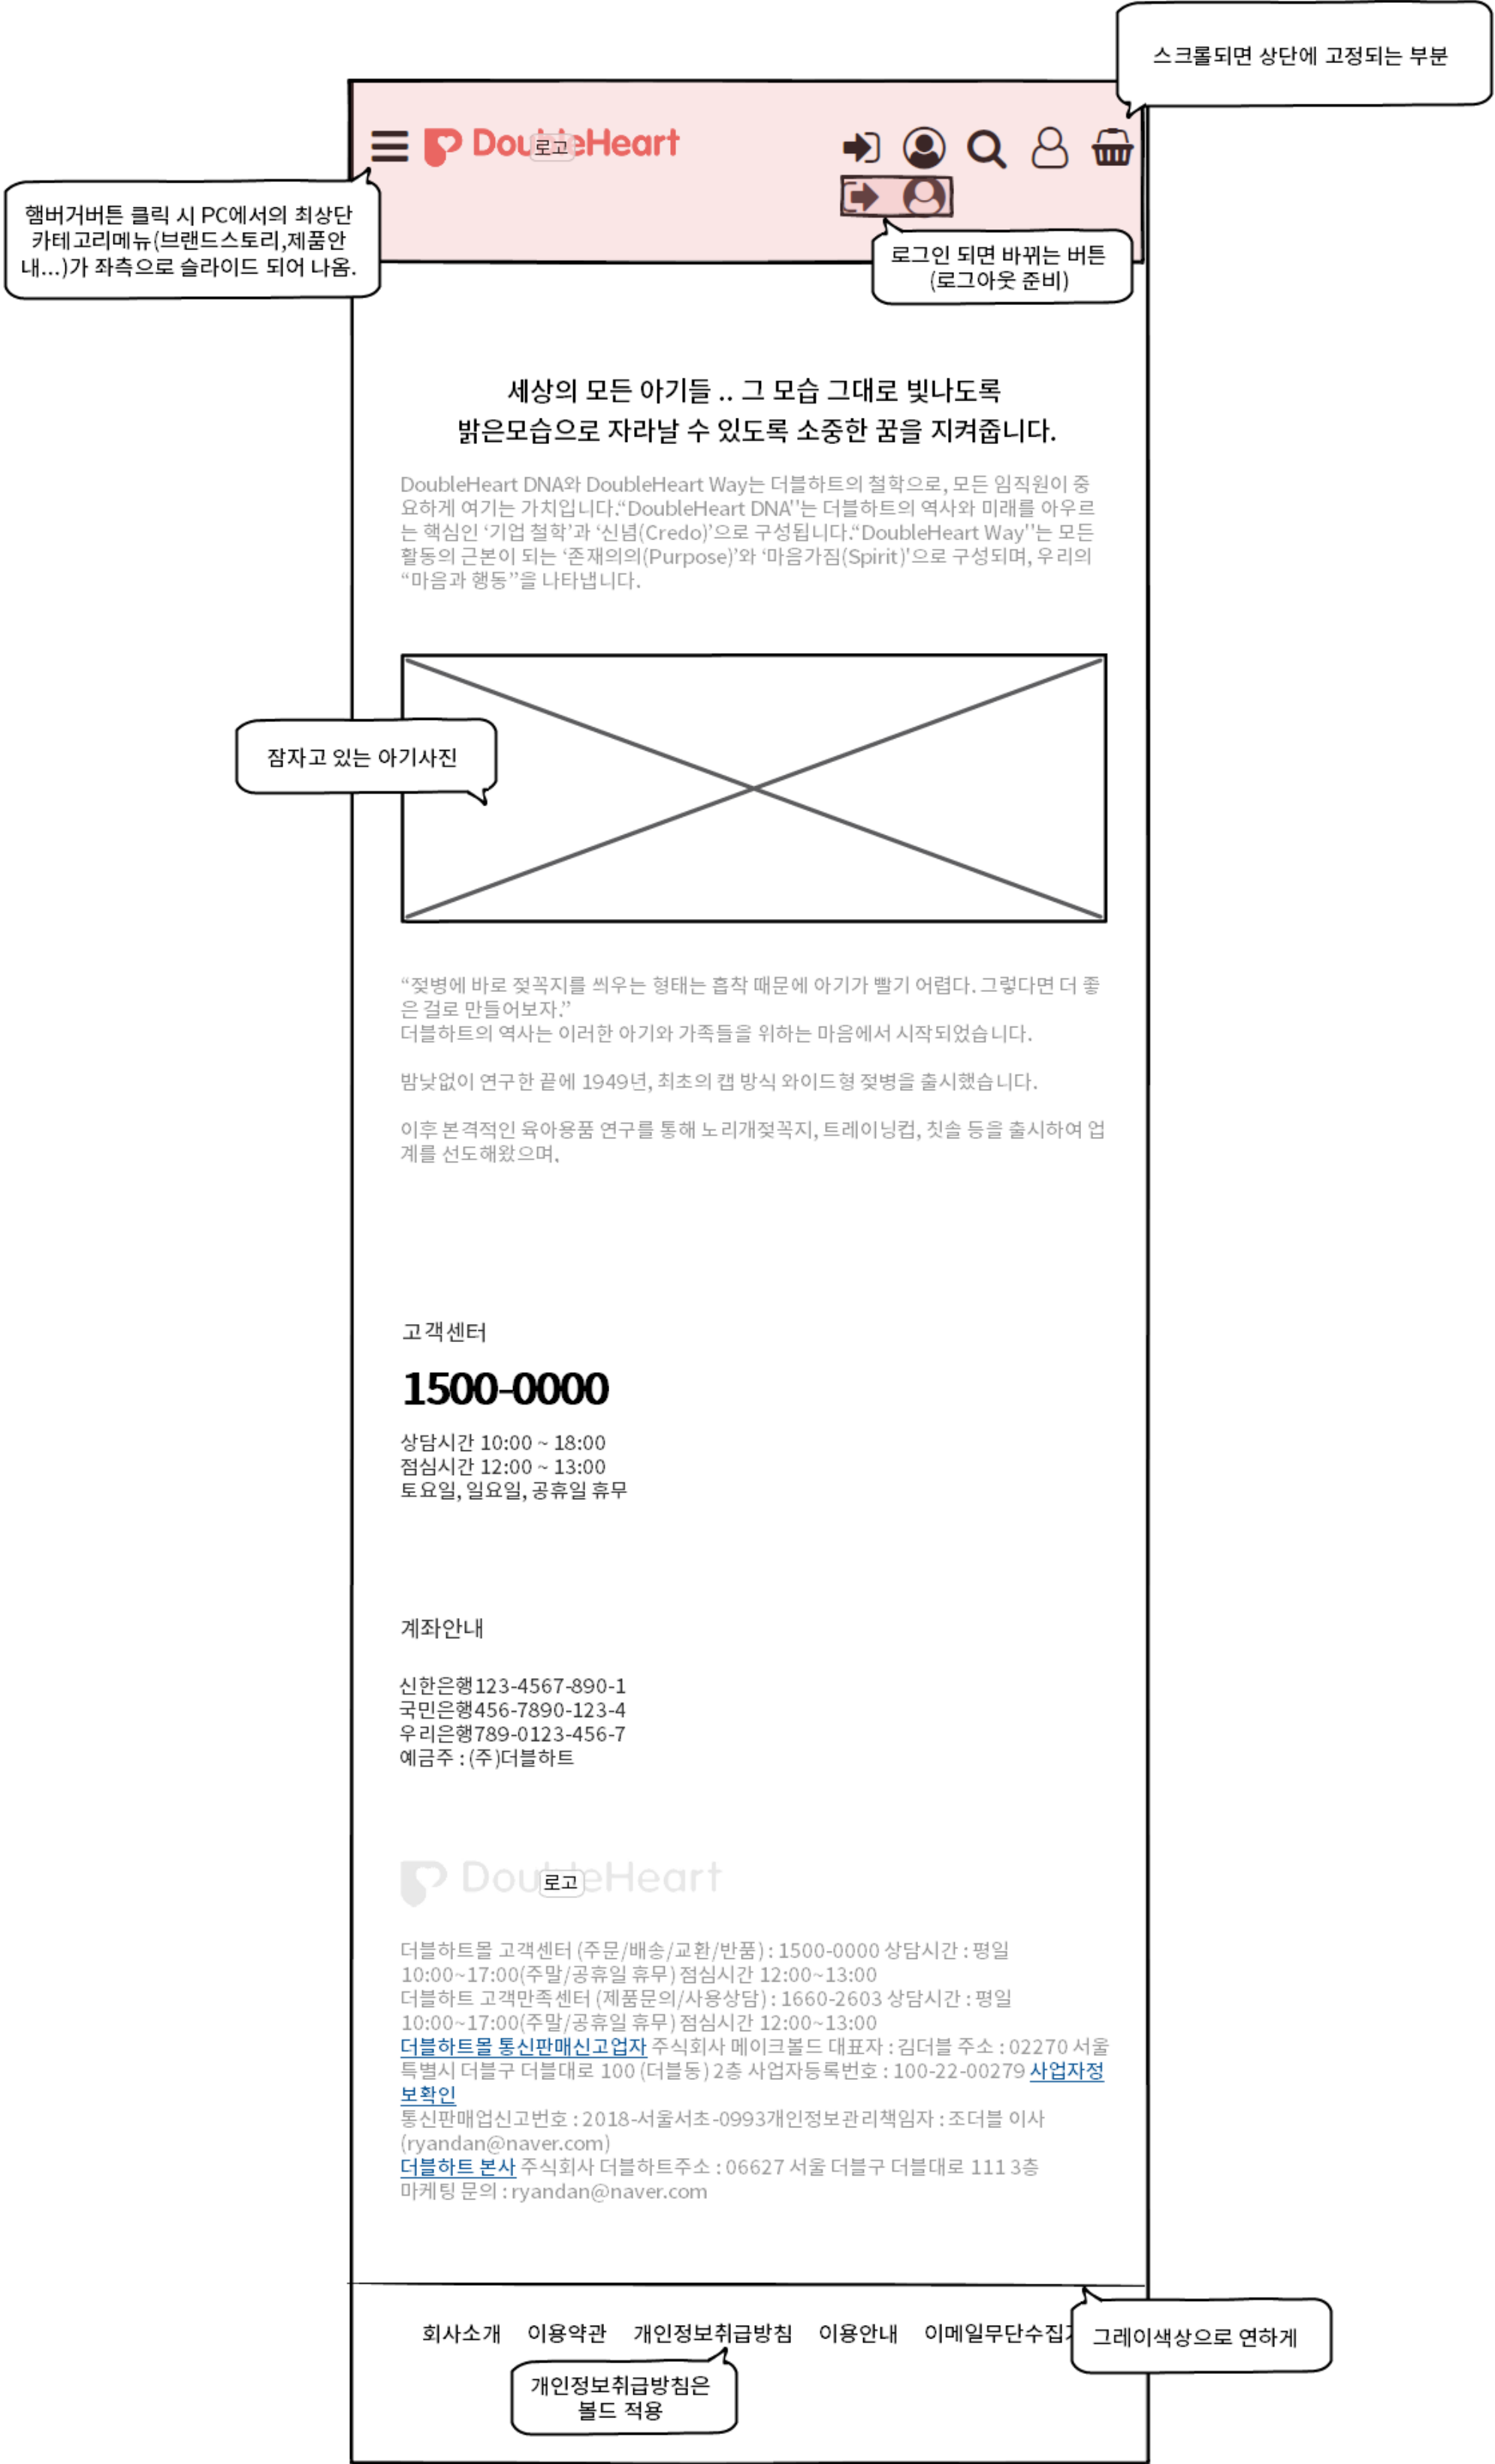 스크롤되면 상단에 고정되는 부분
DoubleHeart
로고
햄버거버튼 클릭 시 PC에서의 최상단
카테고리메뉴(브랜드스토리,제품안
내...)가 좌측으로 슬라이드 되어 나옴.
로그인 되면 바뀌는 버튼
(로그아웃 준비)
세상의 모든 아기들 .. 그 모습 그대로 빛나도록
밝은모습으로 자라날 수 있도록 소중한 꿈을 지켜줍니다.
DoubleHeart DNA와 DoubleHeart Way는 더블하트의 철학으로, 모든 임직원이 중
요하게 여기는 가치입니다.“DoubleHeart DNA''는 더블하트의 역사와 미래를 아우르
는 핵심인 ‘기업 철학’과 ‘신념(Credo)’으로 구성됩니다.“DoubleHeart Way''는 모든
활동의 근본이 되는 ‘존재의의(Purpose)’와 ‘마음가짐(Spirit)'으로 구성되며, 우리의
“마음과 행동”을 나타냅니다.
잠자고 있는 아기사진
“젖병에 바로 젖꼭지를 씌우는 형태는 흡착 때문에 아기가 빨기 어렵다. 그렇다면 더 좋
은 걸로 만들어보자.”
더블하트의 역사는 이러한 아기와 가족들을 위하는 마음에서 시작되었습니다.
밤낮없이 연구한 끝에 1949년, 최초의 캡 방식 와이드형 젖병을 출시했습니다.
이후 본격적인 육아용품 연구를 통해 노리개젖꼭지, 트레이닝컵, 칫솔 등을 출시하여 업
계를 선도해왔으며,
고객센터
1500-0000
상담시간 10:00 ~ 18:00
점심시간 12:00 ~ 13:00
토요일, 일요일, 공휴일 휴무
계좌안내
신한은행123-4567-890-1
국민은행456-7890-123-4
우리은행789-0123-456-7
예금주 : (주)더블하트
DoubleHeart
로고
더블하트몰 고객센터 (주문/배송/교환/반품) : 1500-0000 상담시간 : 평일
10:00~17:00(주말/공휴일 휴무) 점심시간 12:00~13:00
더블하트 고객만족센터 (제품문의/사용상담) : 1660-2603 상담시간 : 평일
10:00~17:00(주말/공휴일 휴무) 점심시간 12:00~13:00
더블하트몰 통신판매신고업자 주식회사 메이크볼드 대표자 : 김더블 주소 : 02270 서울
특별시 더블구 더블대로 100 (더블동) 2층 사업자등록번호 : 100-22-00279 사업자정
보확인
통신판매업신고번호 : 2018-서울서초-0993개인정보관리책임자 : 조더블 이사
(ryandan@naver.com)
더블하트 본사 주식회사 더블하트주소 : 06627 서울 더블구 더블대로 111 3층
마케팅 문의 : ryandan@naver.com
회사소개 이용약관 개인정보취급방침 이용안내 이메일무단수집
그레이색상으로 연하게
개인정보취급방침은
볼드 적용